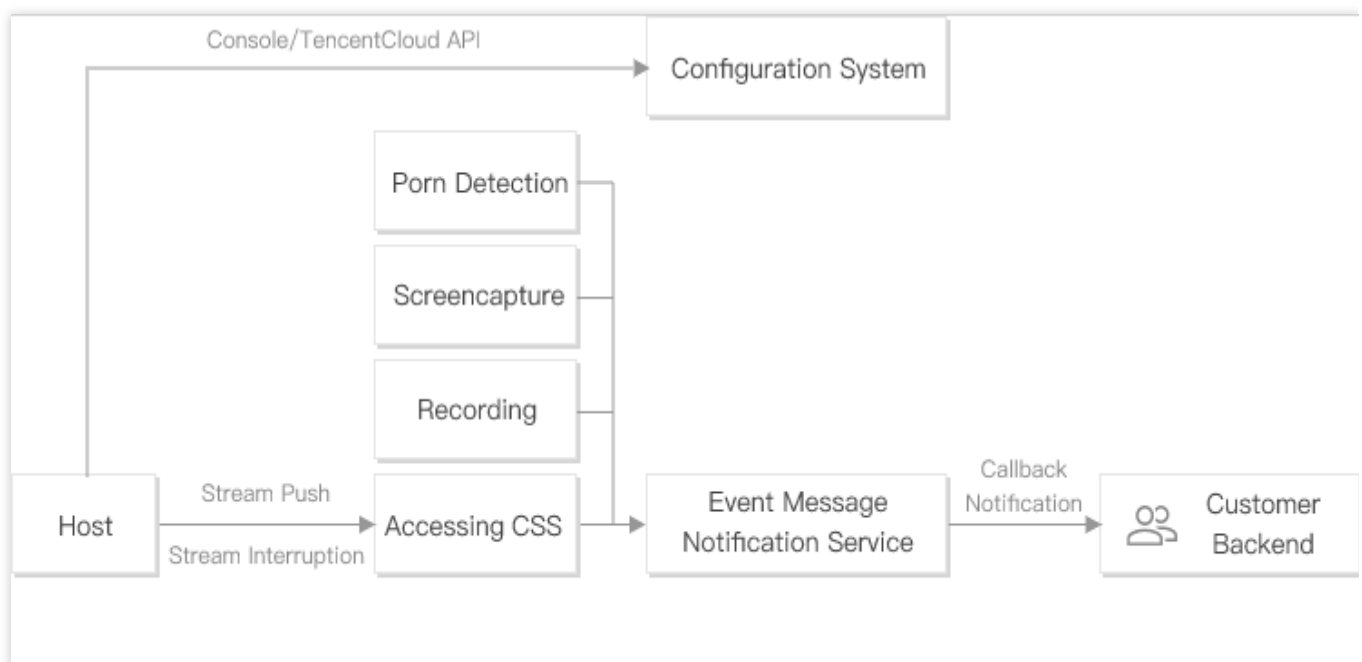 Console/TencentCloud API
Configuration System
Porn Detection
Screencapture
Recording
Host
Stream Push
Stream Interruption
Accessing CSS
Event Message
Notification Service
Callback
Notification
Customer
Backend